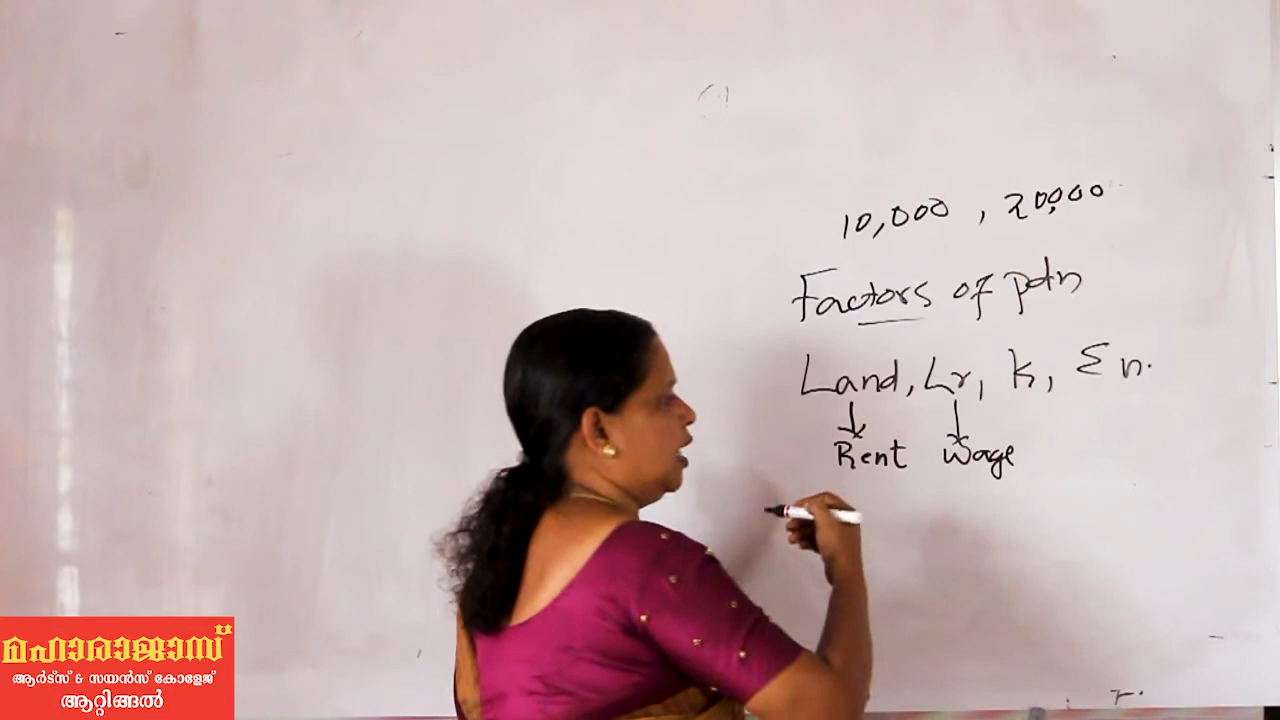 10,000 , 20,000
Factors of pdn
Land, Lr, K, En.
Rent Wage
മഹാരാജാസ്
ആർട്സ് & സയൻസ് കോളേജ്
ആറ്റിങ്ങൽ